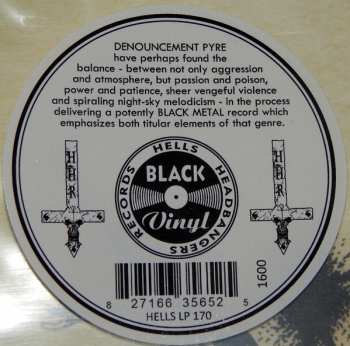 DENOUNCEMENT PYRE
have perhaps found the
balance - between not only aggression
and atmosphere, but passion and poison,
power and patience, sheer vengeful violence
and spiraling night-sky melodicism - in the process
delivering a potently BLACK METAL record which
emphasizes both titular elements of that genre.
HHR
HELLS HEADBANGERS RECORDS
BLACK
Vinyl
HHR
8 27166 35652 5
1600
HELLS LP 170